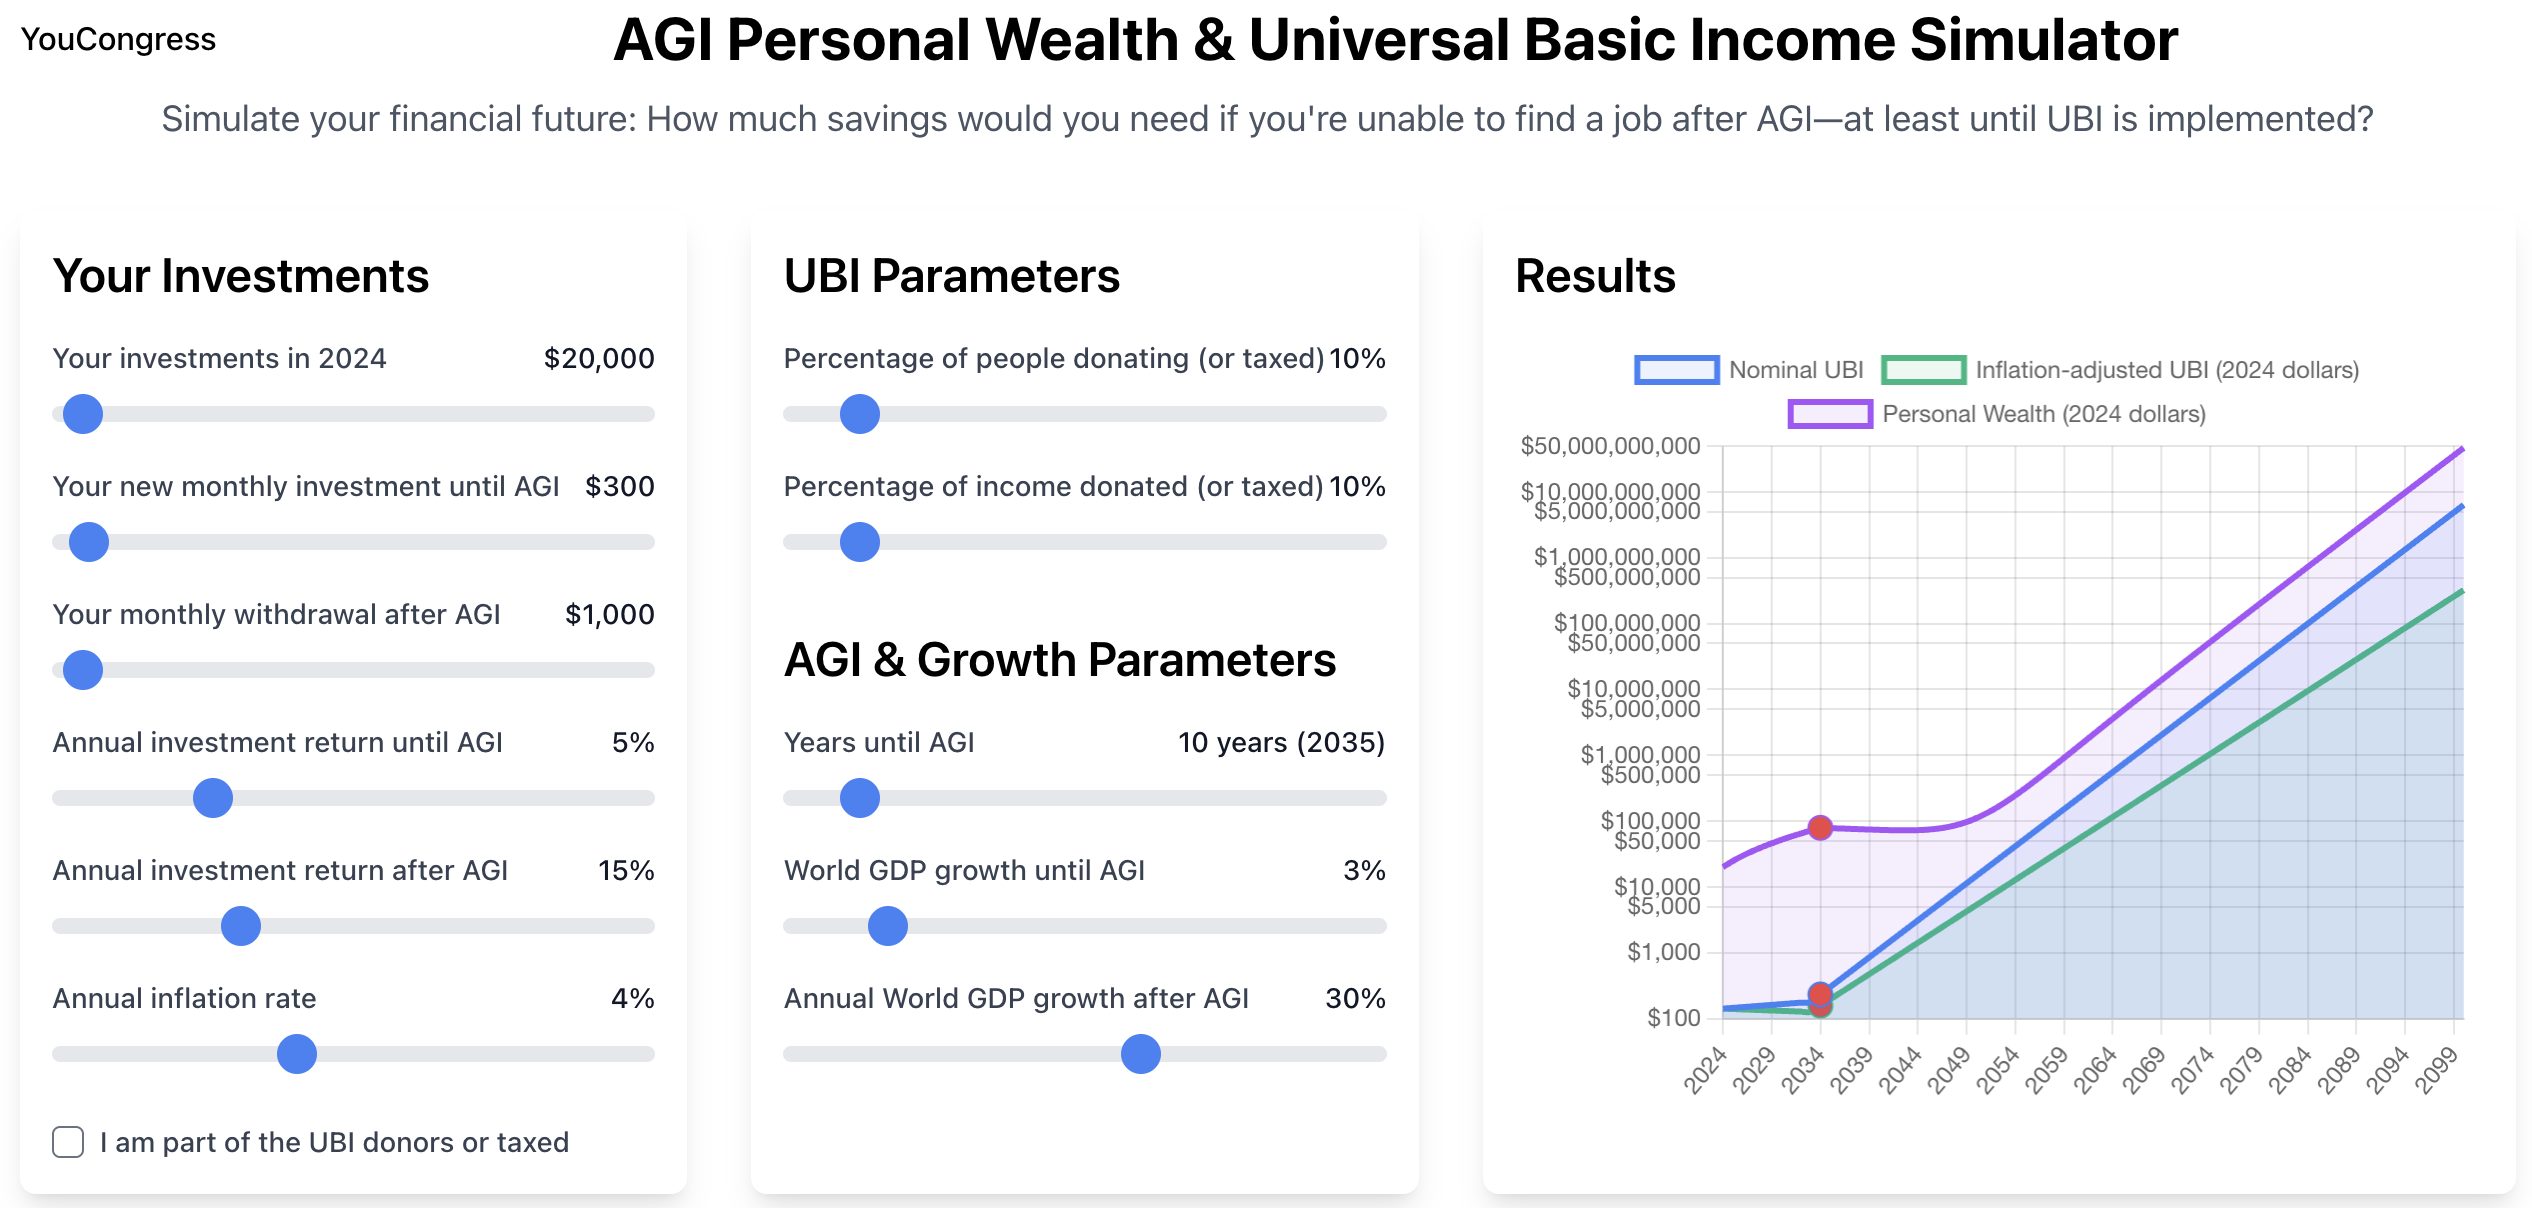 YouCongress
AGI Personal Wealth & Universal Basic Income Simulator
Simulate your financial future: How much savings would you need if you're unable to find a job after AGI—at least until UBI is implemented?
Your Investments
Your investments in 2024 $20,000
Your new monthly investment until AGI $300
Your monthly withdrawal after AGI $1,000
Annual investment return until AGI 5%
Annual investment return after AGI 15%
Annual inflation rate 4%
I am part of the UBI donors or taxed
UBI Parameters
Percentage of people donating (or taxed) 10%
Percentage of income donated (or taxed) 10%
AGI & Growth Parameters
Years until AGI 10 years (2035)
World GDP growth until AGI 3%
Annual World GDP growth after AGI 30%
Results
Nominal UBI Inflation-adjusted UBI (2024 dollars)
Personal Wealth (2024 dollars)
$50,000,000,000
$10,000,000,000
$5,000,000,000
$1,000,000,000
$500,000,000
$100,000,000
$50,000,000
$10,000,000
$5,000,000
$1,000,000
$500,000
$100,000
$50,000
$10,000
$5,000
$1,000
$100
2024 2029 2034 2039 2044 2049 2054 2059 2064 2069 2074 2079 2084 2089 2094 2099